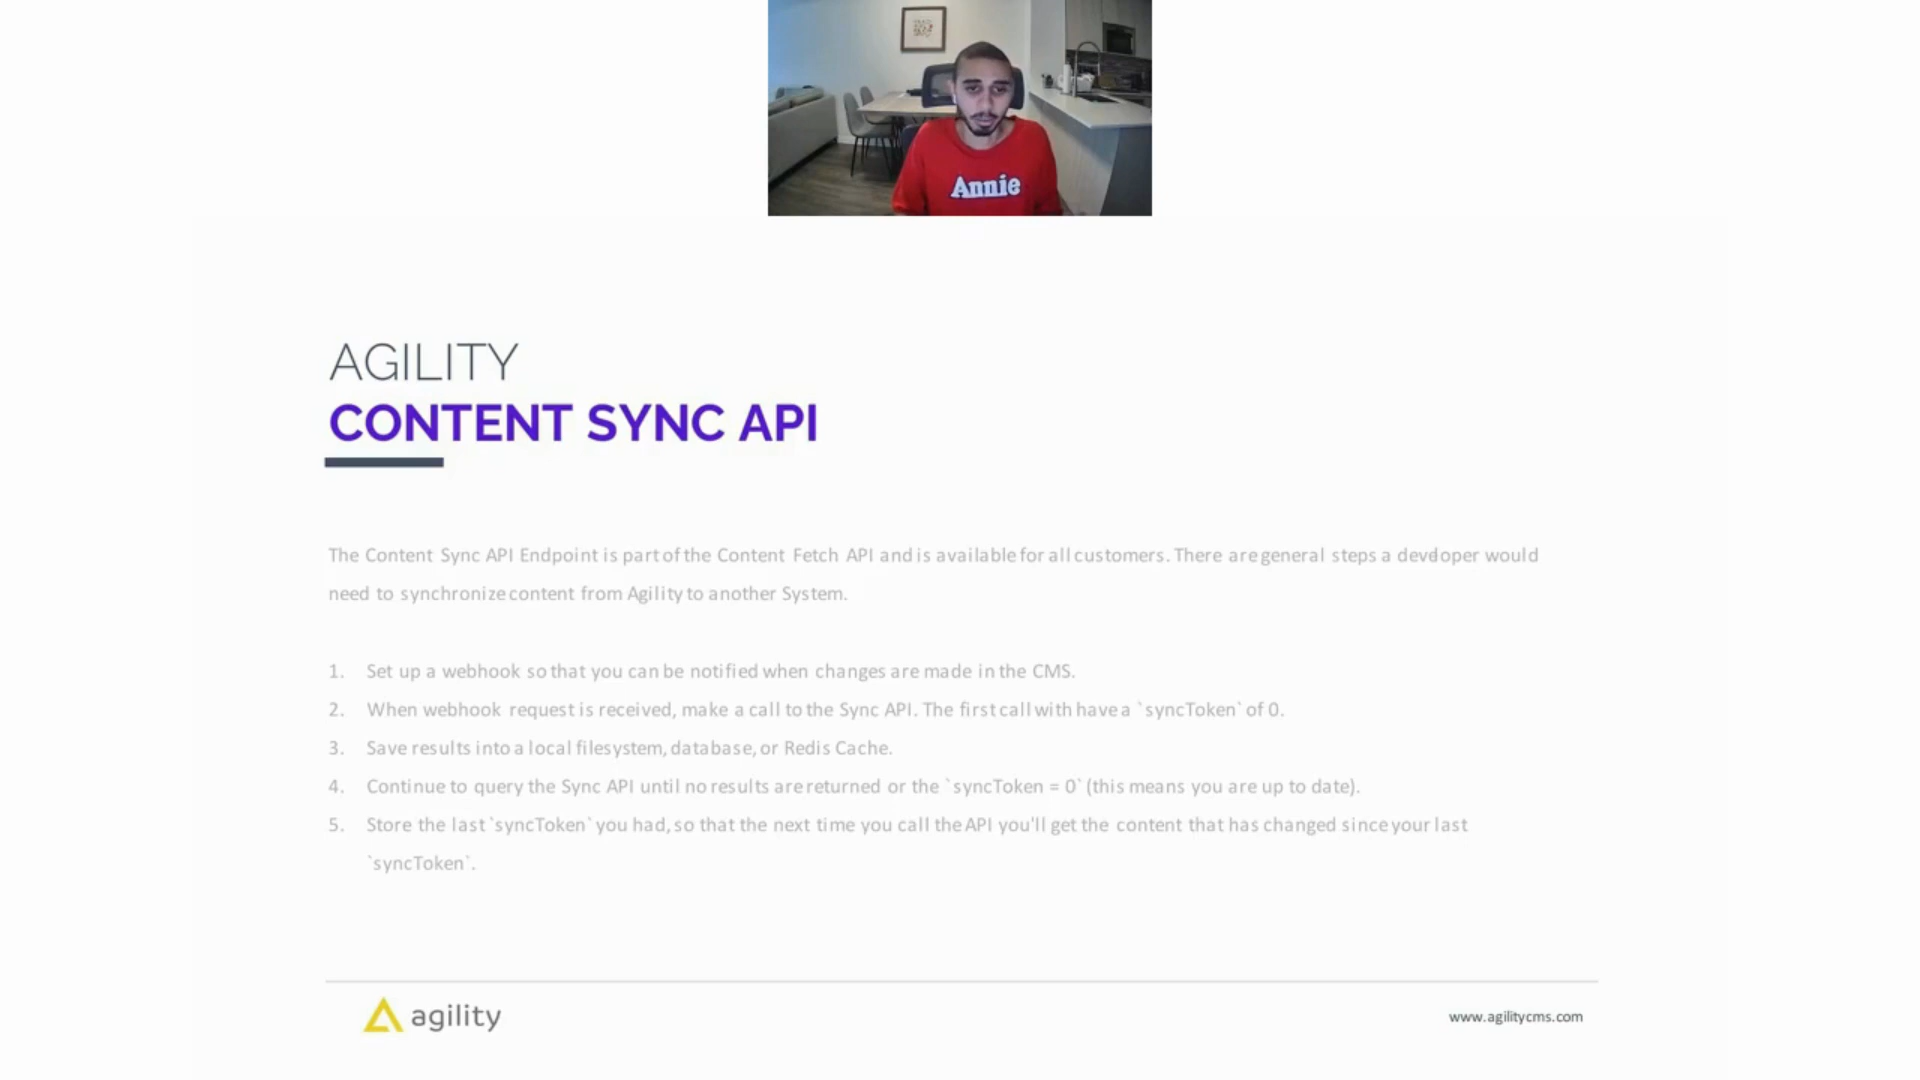 Annie
AGILITY
CONTENT SYNC API
The Content Sync API Endpoint is part of the Content Fetch API and is available for all customers. There are general steps a developer would
need to synchronize content from Agility to another System.
1. Set up a webhook so that you can be notified when changes are made in the CMS.
2. When webhook request is received, make a call to the Sync API. The first call with have a `syncToken` of 0.
3. Save results into a local filesystem, database, or Redis Cache.
4. Continue to query the Sync API until no results are returned or the `syncToken = 0` (this means you are up to date).
5. Store the last `syncToken` you had, so that the next time you call the API you'll get the content that has changed since your last
`syncToken`.
agility
www.agilitycms.com